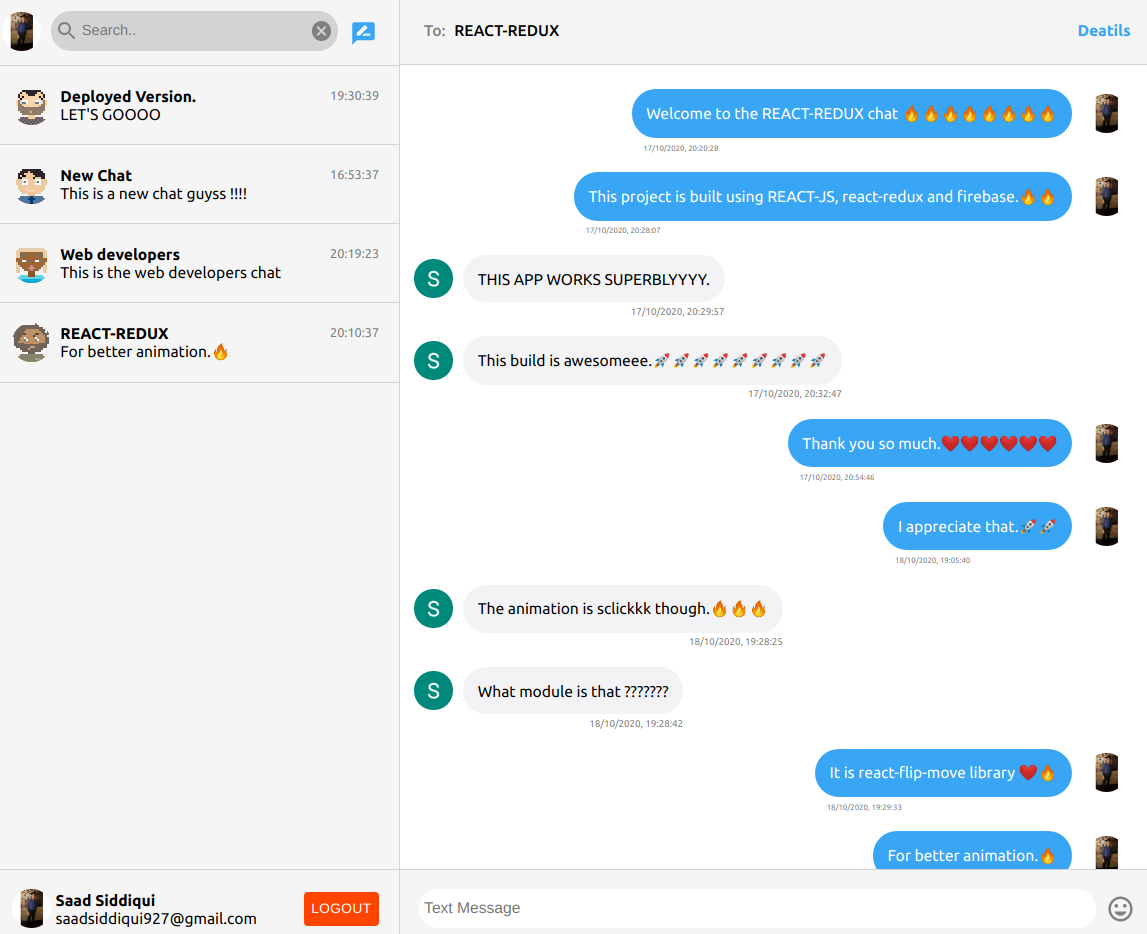 Search..
Deployed Version.
19:30:39
LET'S GOOOO
New Chat
16:53:37
This is a new chat guyss !!!!
Web developers
20:19:23
This is the web developers chat
REACT-REDUX
20:10:37
For better animation.🔥
Saad Siddiqui
saadsiddiqui927@gmail.com
LOGOUT
To: REACT-REDUX
Deatils
Welcome to the REACT-REDUX chat 🔥🔥🔥🔥🔥🔥🔥🔥
17/10/2020, 20:20:28
This project is built using REACT-JS, react-redux and firebase.🔥🔥
17/10/2020, 20:28:07
S
THIS APP WORKS SUPERBLYYYY.
17/10/2020, 20:29:57
S
This build is awesomeee.🚀🚀🚀🚀🚀🚀🚀🚀🚀
17/10/2020, 20:32:47
Thank you so much.❤️❤️❤️❤️❤️❤️
17/10/2020, 20:54:46
I appreciate that.🚀🚀
18/10/2020, 19:05:40
S
The animation is sclickkk though.🔥🔥🔥
18/10/2020, 19:28:25
S
What module is that ???????
18/10/2020, 19:28:42
It is react-flip-move library ❤️🔥
18/10/2020, 19:29:33
For better animation.🔥
Text Message